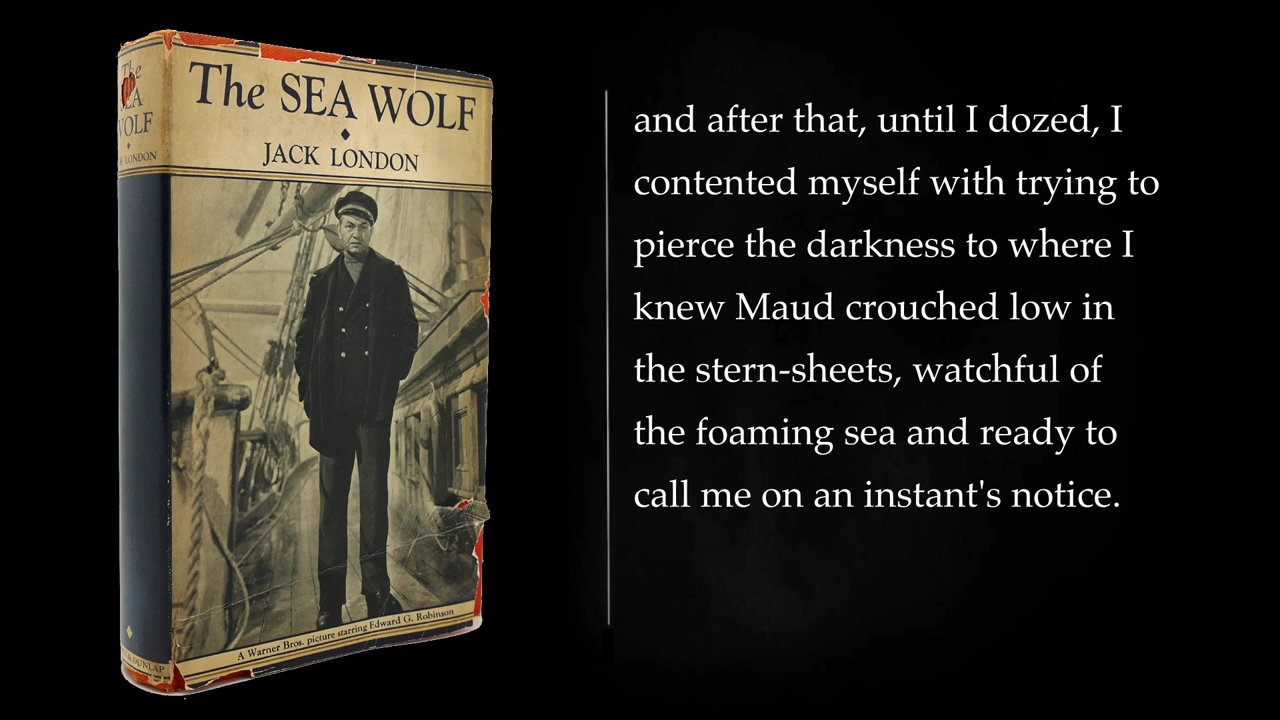 The
SEA
WOLF
LONDON
DUNLAP
The SEA WOLF
JACK LONDON
A Warner Bros. picture starring Edward G. Robinson
and after that, until I dozed, I
contented myself with trying to
pierce the darkness to where I
knew Maud crouched low in
the stern-sheets, watchful of
the foaming sea and ready to
call me on an instant's notice.